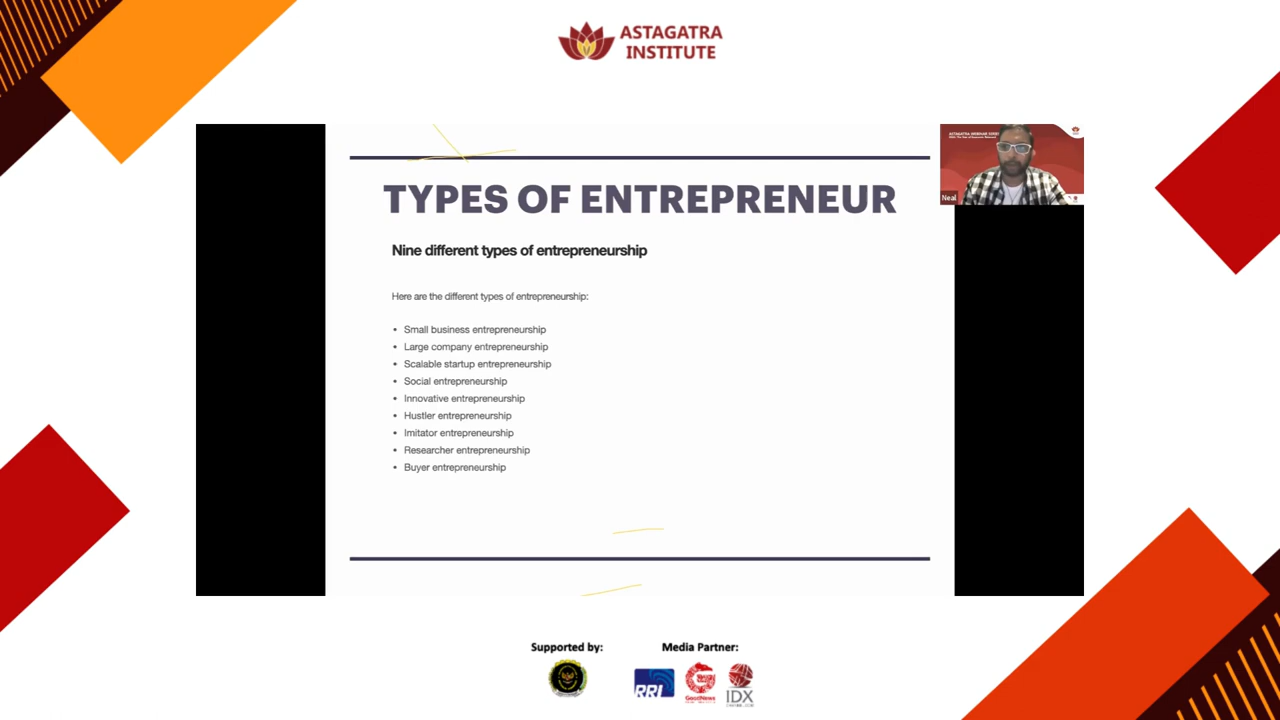 ASTAGATRA
INSTITUTE
TYPES OF ENTREPRENEUR
Neal
Nine different types of entrepreneurship
Here are the different types of entrepreneurship:
• Small business entrepreneurship
• Large company entrepreneurship
• Scalable startup entrepreneurship
• Social entrepreneurship
• Innovative entrepreneurship
• Hustler entrepreneurship
• Imitator entrepreneurship
• Researcher entrepreneurship
• Buyer entrepreneurship
Supported by:
Media Partner:
RRI
GoodNews
IDX